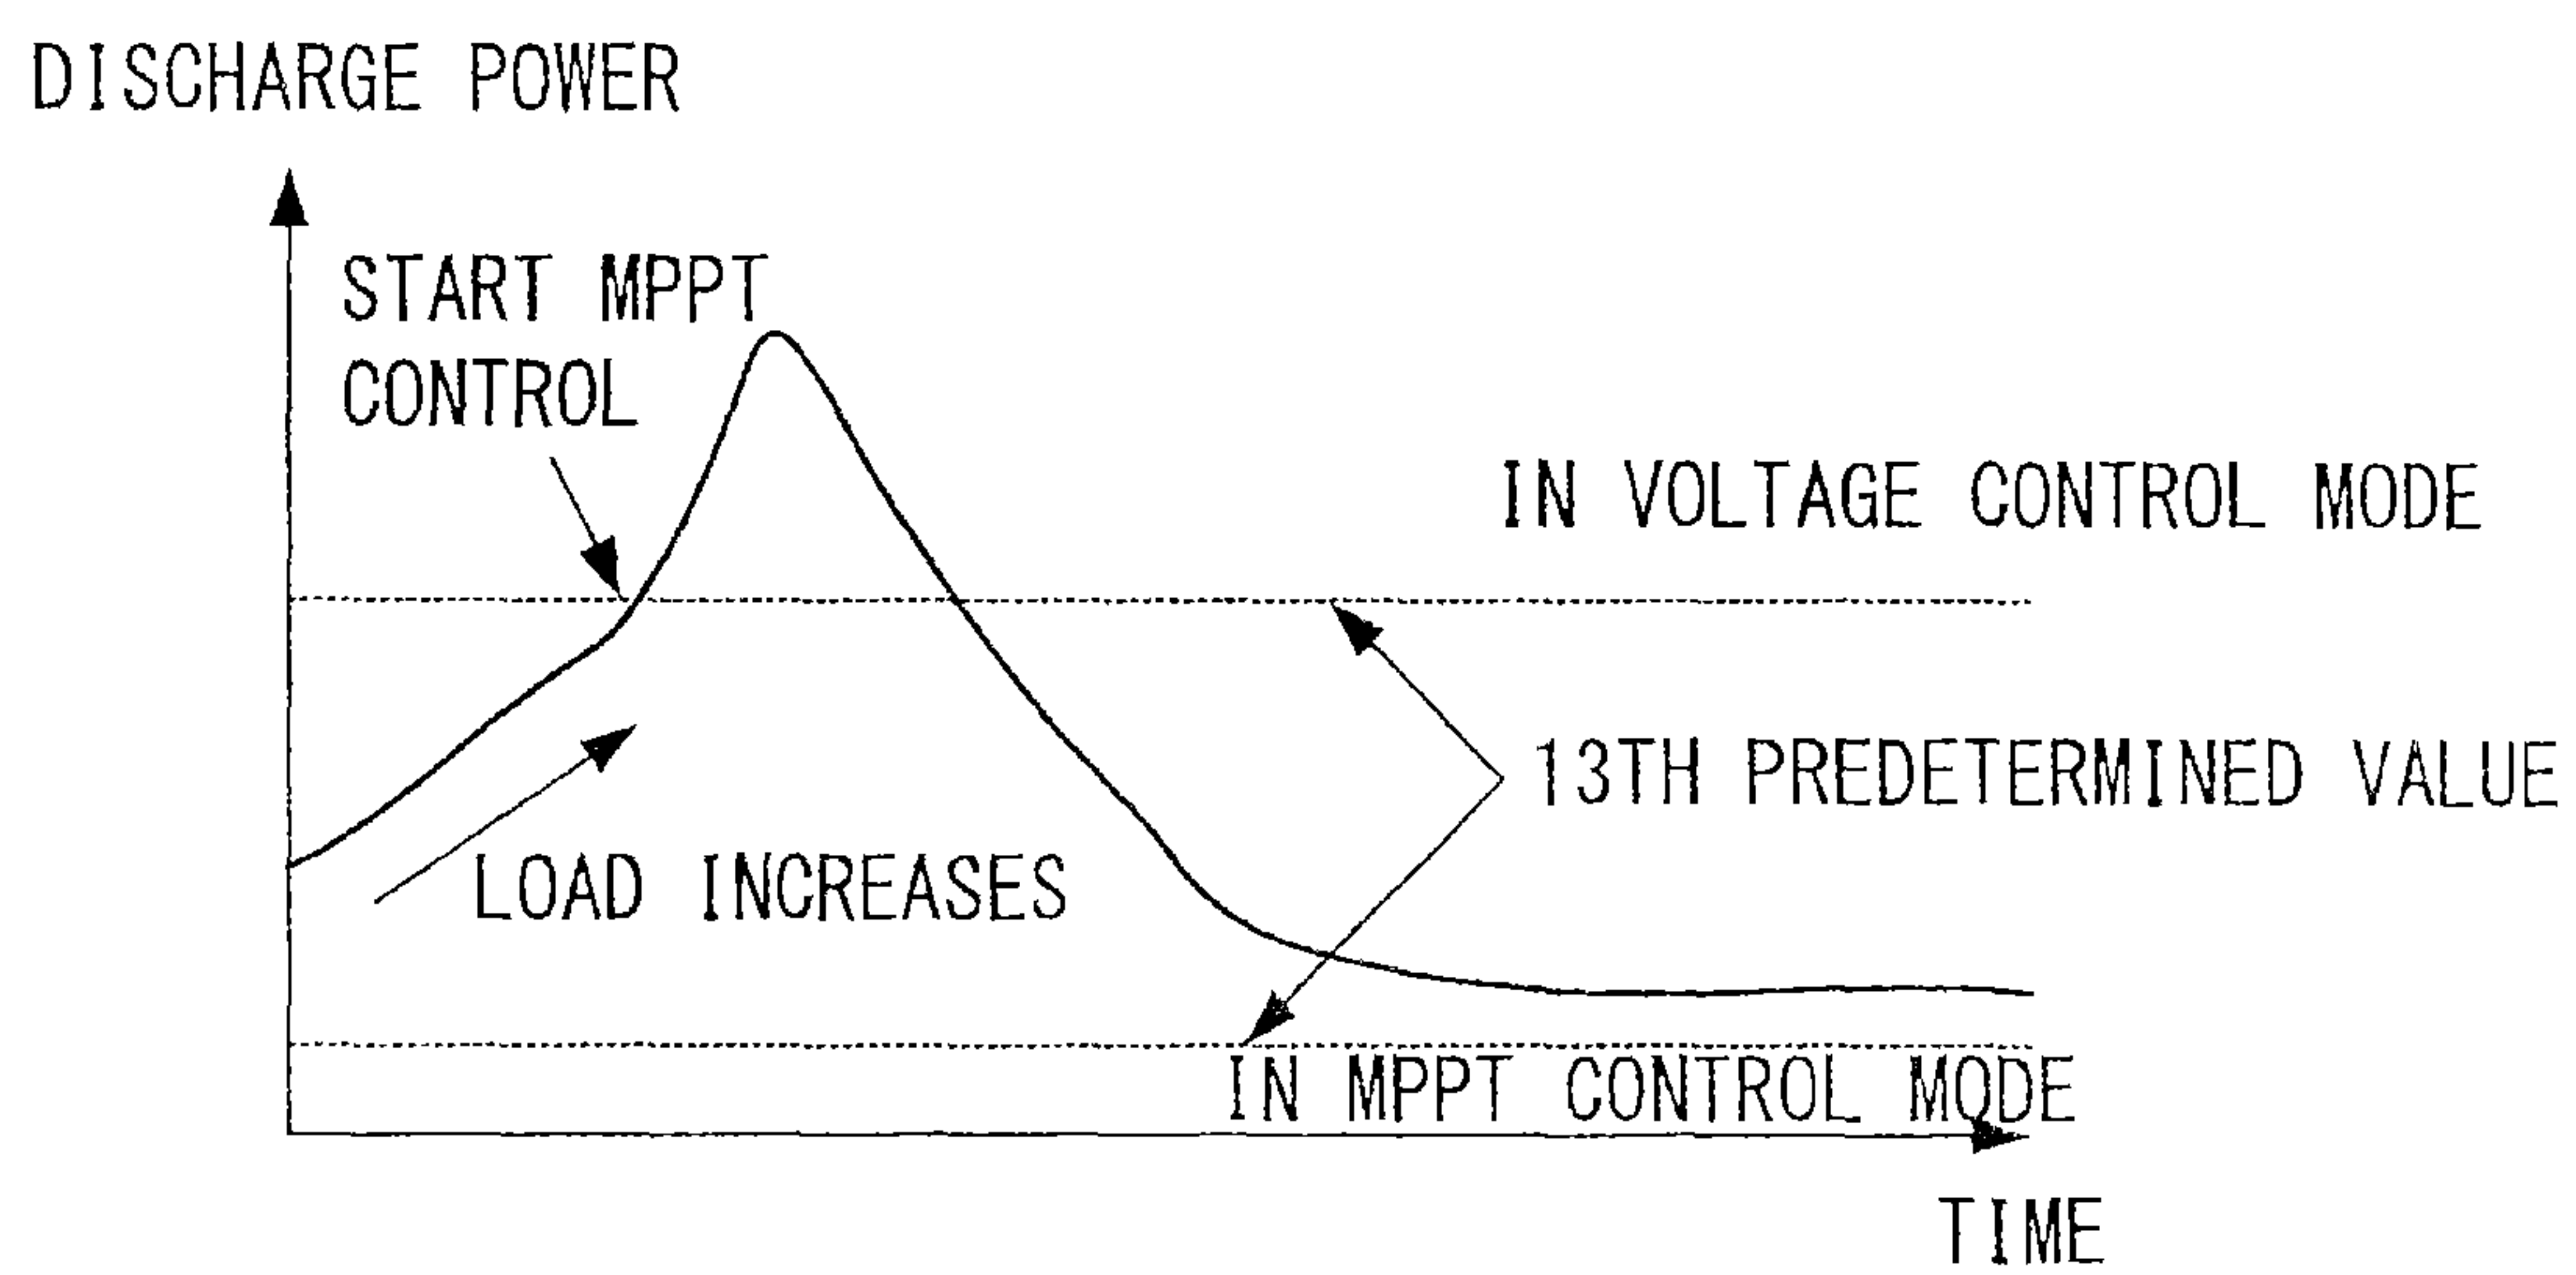 DISCHARGE POWER
START MPPT
CONTROL
IN VOLTAGE CONTROL MODE
13TH PREDETERMINED VALUE
LOAD INCREASES
IN MPPT CONTROL MODE
TIME